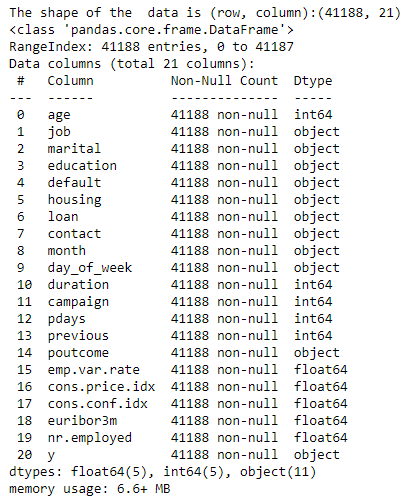 The shape of the  data is (row, column):(41188, 21)
<class 'pandas.core.frame.DataFrame'>
RangeIndex: 41188 entries, 0 to 41187
Data columns (total 21 columns):
 #   Column          Non-Null Count  Dtype
---  ------          --------------  -----
 0   age             41188 non-null  int64
 1   job             41188 non-null  object
 2   marital         41188 non-null  object
 3   education       41188 non-null  object
 4   default         41188 non-null  object
 5   housing         41188 non-null  object
 6   loan            41188 non-null  object
 7   contact         41188 non-null  object
 8   month           41188 non-null  object
 9   day_of_week     41188 non-null  object
 10  duration        41188 non-null  int64
 11  campaign        41188 non-null  int64
 12  pdays           41188 non-null  int64
 13  previous        41188 non-null  int64
 14  poutcome        41188 non-null  object
 15  emp.var.rate    41188 non-null  float64
 16  cons.price.idx  41188 non-null  float64
 17  cons.conf.idx   41188 non-null  float64
 18  euribor3m       41188 non-null  float64
 19  nr.employed     41188 non-null  float64
 20  y               41188 non-null  object
dtypes: float64(5), int64(5), object(11)
memory usage: 6.6+ MB